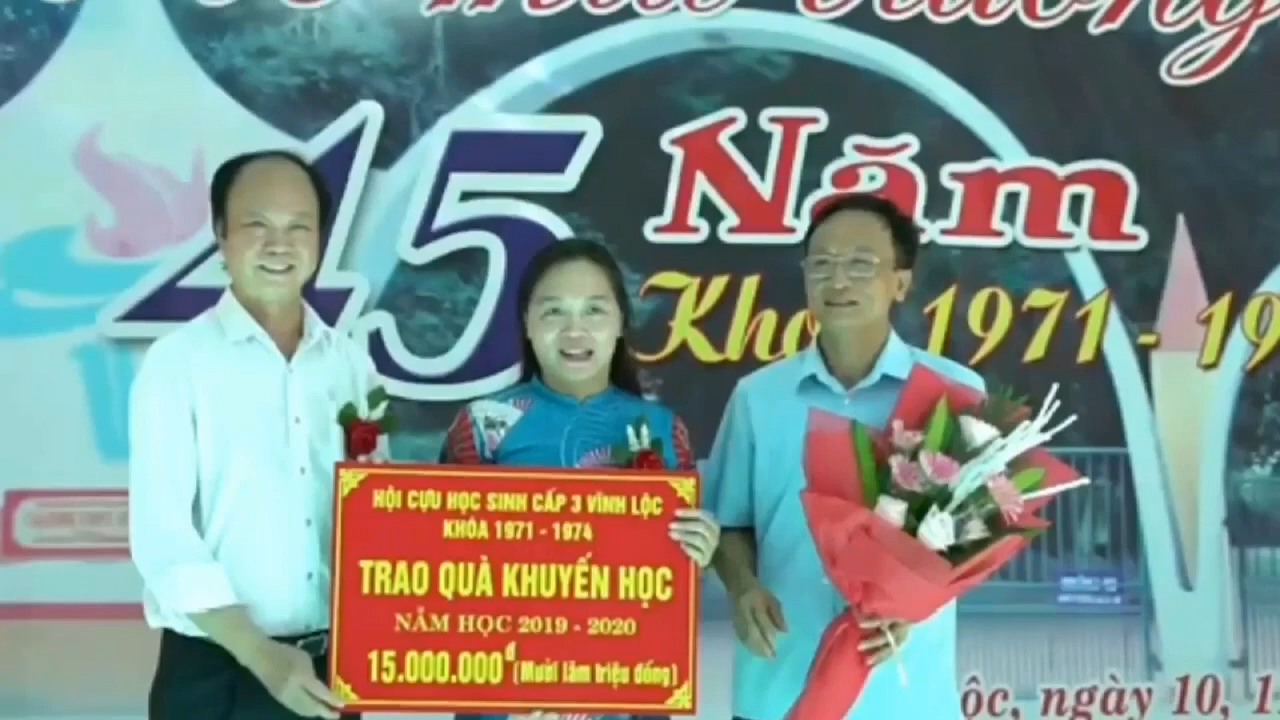 45 Năm
1971 - 19
HỘI CỰU HỌC SINH CẤP 3 VĨNH LỘC
KHÓA 1971 - 1974
TRAO QUÀ KHUYẾN HỌC
NĂM HỌC 2019 - 2020
15.000.000đ (Mười lăm triệu đồng)
ộc, ngày 10, 1